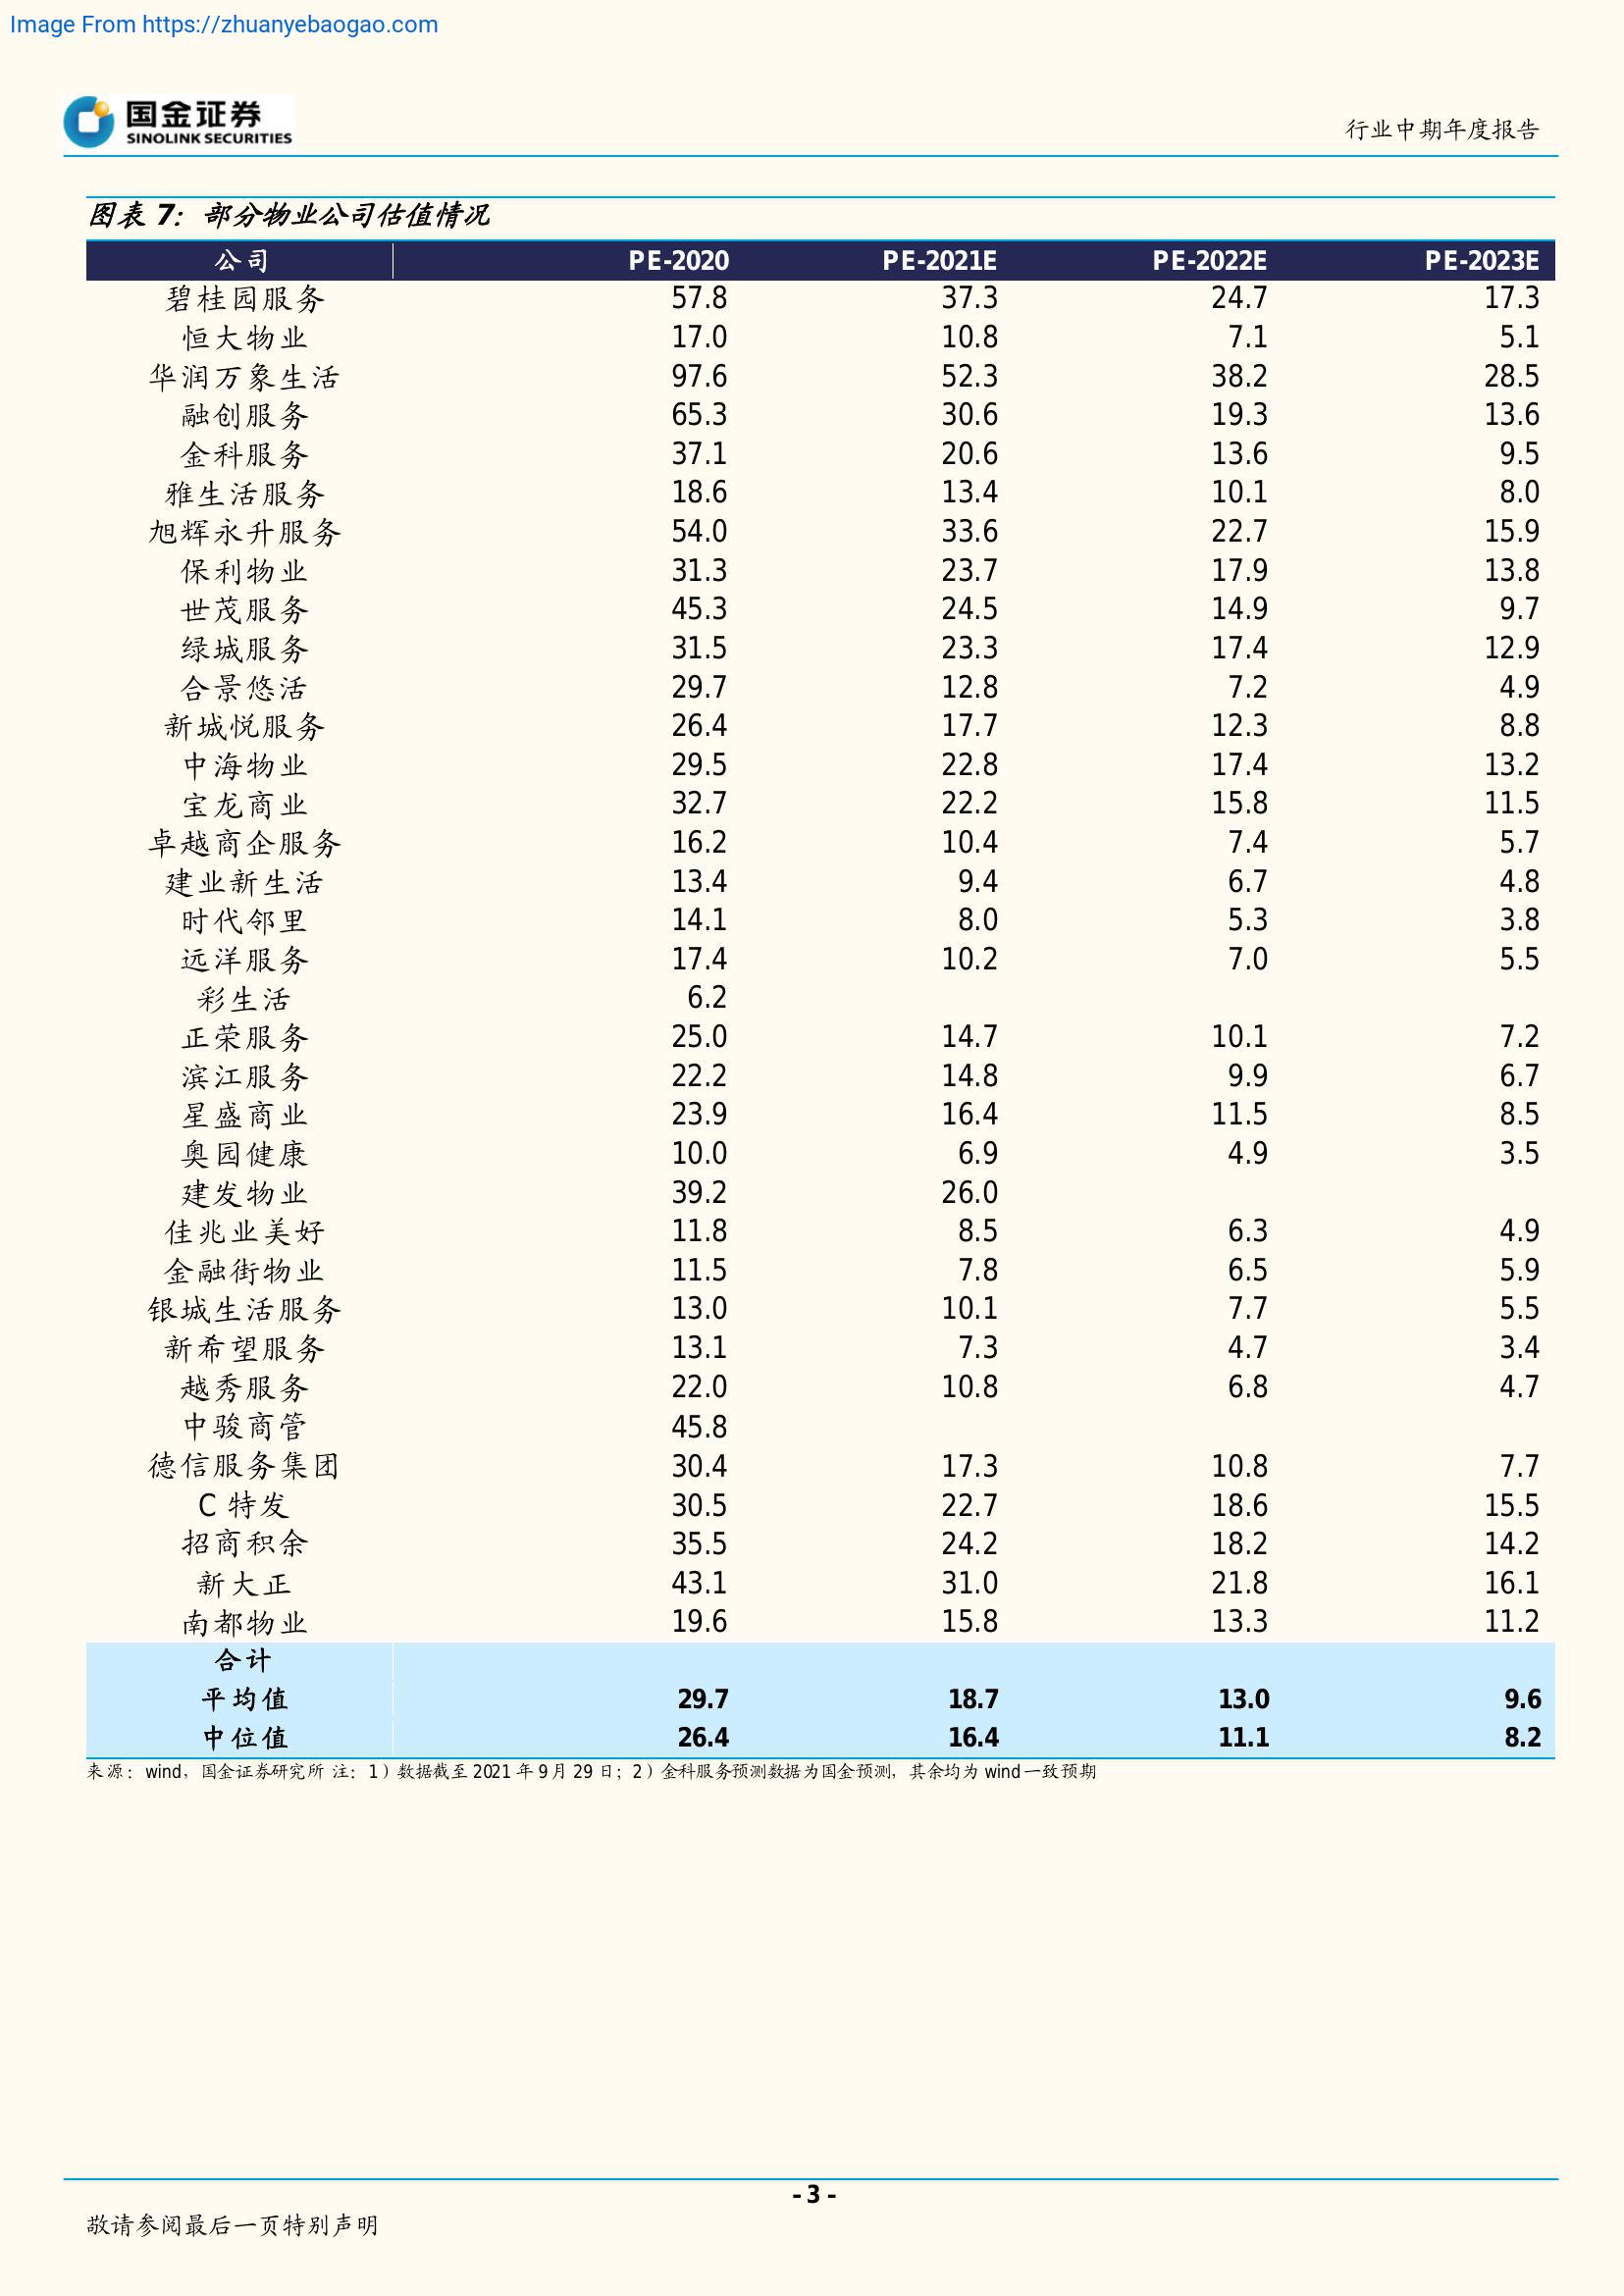 Image From https://zhuanyebaogao.com
国金证券
SINOLINK SECURITIES
行业中期年度报告
图表 7：部分物业公司估值情况
公司 PE-2020 PE-2021E PE-2022E PE-2023E
碧桂园服务 57.8 37.3 24.7 17.3
恒大物业 17.0 10.8 7.1 5.1
华润万象生活 97.6 52.3 38.2 28.5
融创服务 65.3 30.6 19.3 13.6
金科服务 37.1 20.6 13.6 9.5
雅生活服务 18.6 13.4 10.1 8.0
旭辉永升服务 54.0 33.6 22.7 15.9
保利物业 31.3 23.7 17.9 13.8
世茂服务 45.3 24.5 14.9 9.7
绿城服务 31.5 23.3 17.4 12.9
合景悠活 29.7 12.8 7.2 4.9
新城悦服务 26.4 17.7 12.3 8.8
中海物业 29.5 22.8 17.4 13.2
宝龙商业 32.7 22.2 15.8 11.5
卓越商企服务 16.2 10.4 7.4 5.7
建业新生活 13.4 9.4 6.7 4.8
时代邻里 14.1 8.0 5.3 3.8
远洋服务 17.4 10.2 7.0 5.5
彩生活 6.2
正荣服务 25.0 14.7 10.1 7.2
滨江服务 22.2 14.8 9.9 6.7
星盛商业 23.9 16.4 11.5 8.5
奥园健康 10.0 6.9 4.9 3.5
建发物业 39.2 26.0
佳兆业美好 11.8 8.5 6.3 4.9
金融街物业 11.5 7.8 6.5 5.9
银城生活服务 13.0 10.1 7.7 5.5
新希望服务 13.1 7.3 4.7 3.4
越秀服务 22.0 10.8 6.8 4.7
中骏商管 45.8
德信服务集团 30.4 17.3 10.8 7.7
C 特发 30.5 22.7 18.6 15.5
招商积余 35.5 24.2 18.2 14.2
新大正 43.1 31.0 21.8 16.1
南都物业 19.6 15.8 13.3 11.2
合计
平均值 29.7 18.7 13.0 9.6
中位值 26.4 16.4 11.1 8.2
来源：wind，国金证券研究所 注：1）数据截至 2021 年 9 月 29 日；2）金科服务预测数据为国金预测，其余均为 wind 一致预期
- 3 -
敬请参阅最后一页特别声明